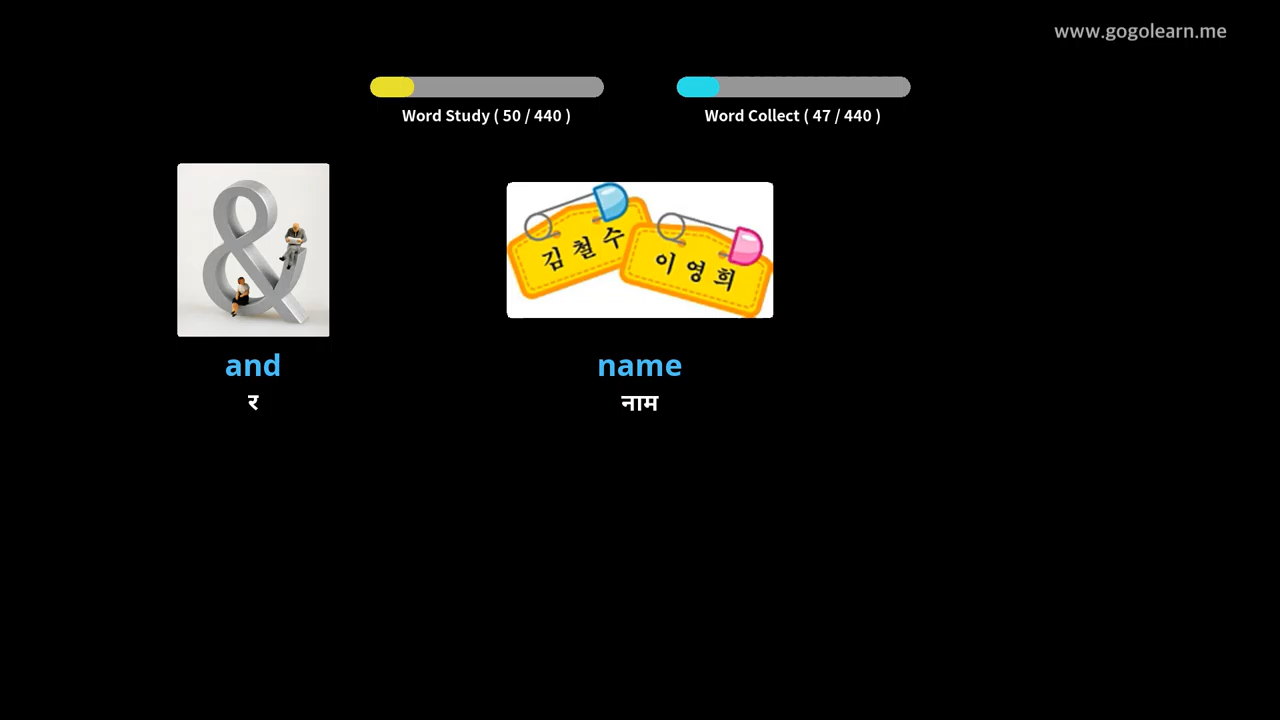 www.gogolearn.me
Word Study ( 50 / 440 )
Word Collect ( 47 / 440 )
&
김철수
이영희
and
name
र
नाम